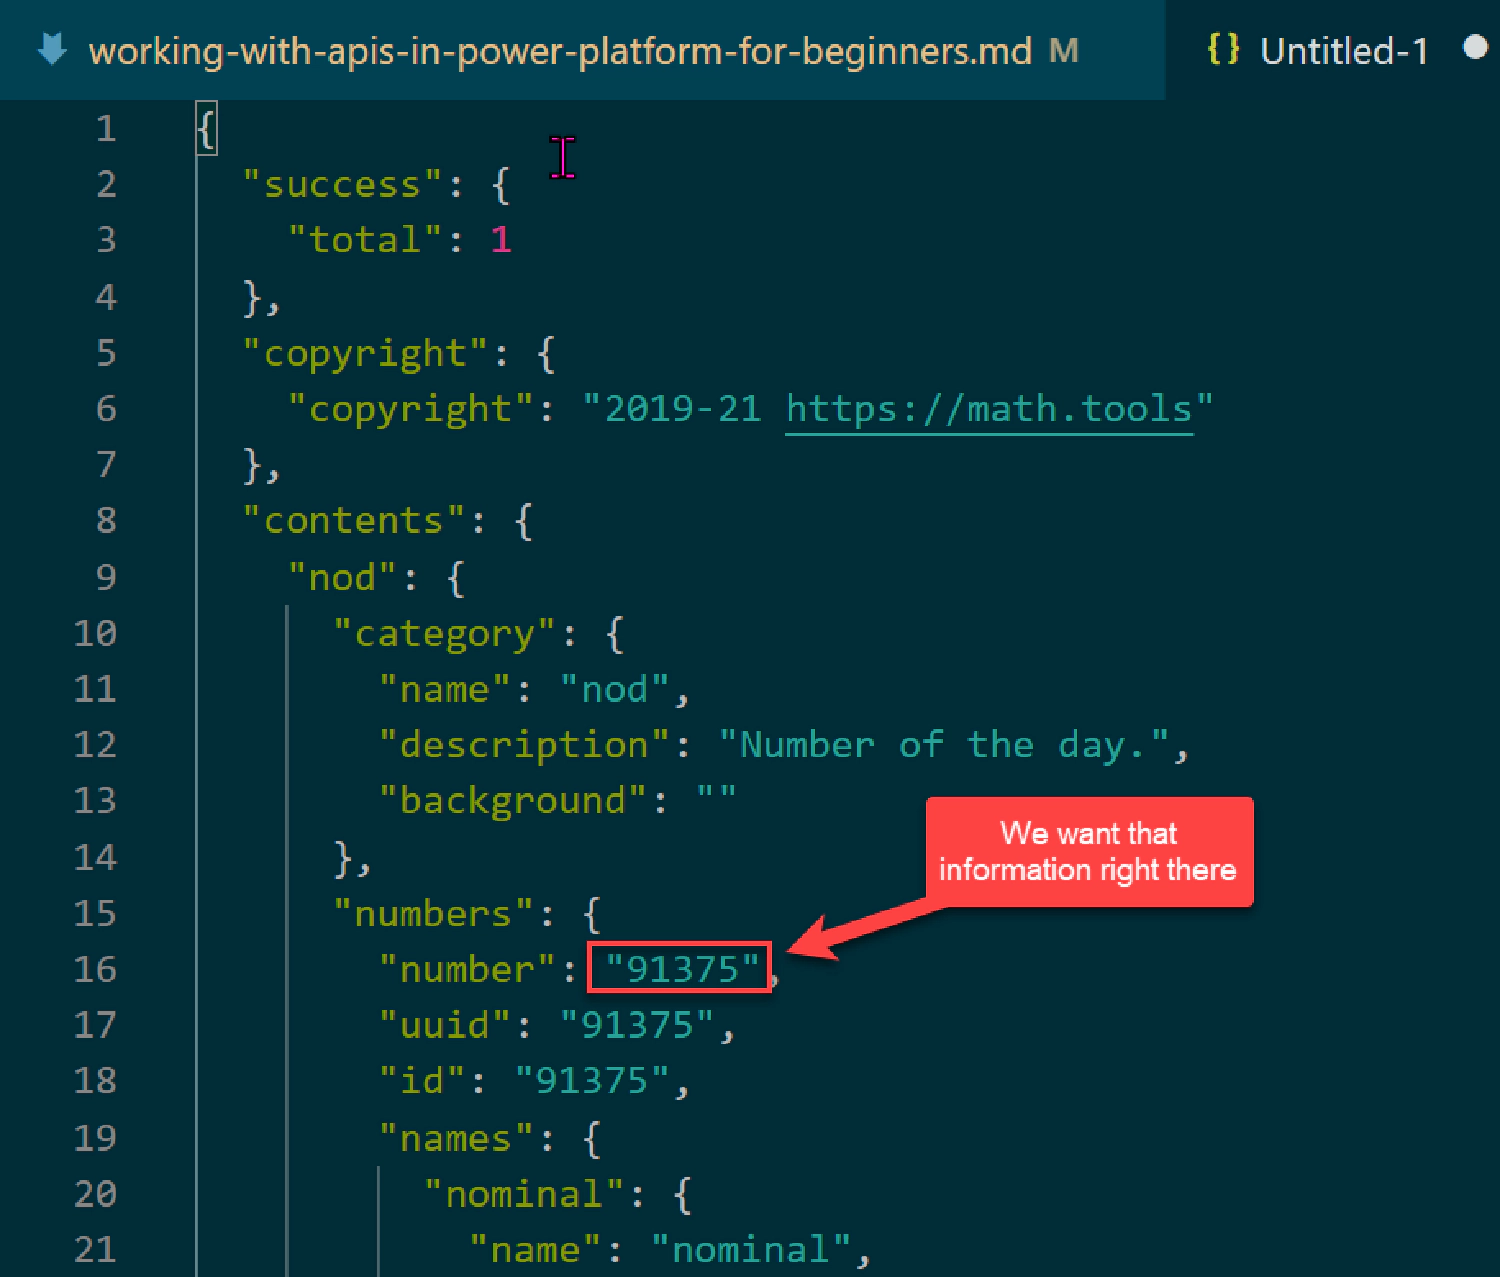 working-with-apis-in-power-platform-for-beginners.md M
{} Untitled-1
1 {
2 "success": {
3 "total": 1
4 },
5 "copyright": {
6 "copyright": "2019-21 https://math.tools"
7 },
8 "contents": {
9 "nod": {
10 "category": {
11 "name": "nod",
12 "description": "Number of the day.",
13 "background": ""
14 },
We want that
information right there
15 "numbers": {
16 "number": "91375",
17 "uuid": "91375",
18 "id": "91375",
19 "names": {
20 "nominal": {
21 "name": "nominal",